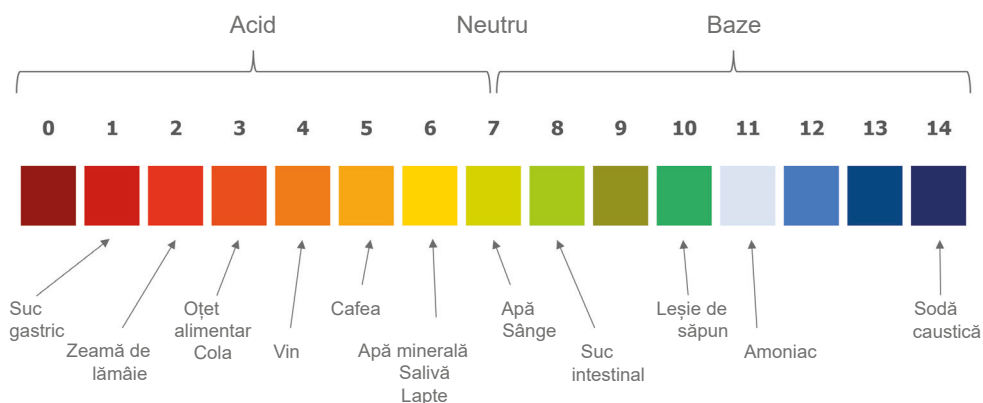 Acid Neutru Baze
0 1 2 3 4 5 6 7 8 9 10 11 12 13 14
Suc
gastric
Zeamă de
lămâie
Oțet
alimentar
Cola
Vin
Cafea
Apă minerală
Salivă
Lapte
Apă
Sânge
Suc
intestinal
Leșie de
săpun
Amoniac
Sodă
caustică